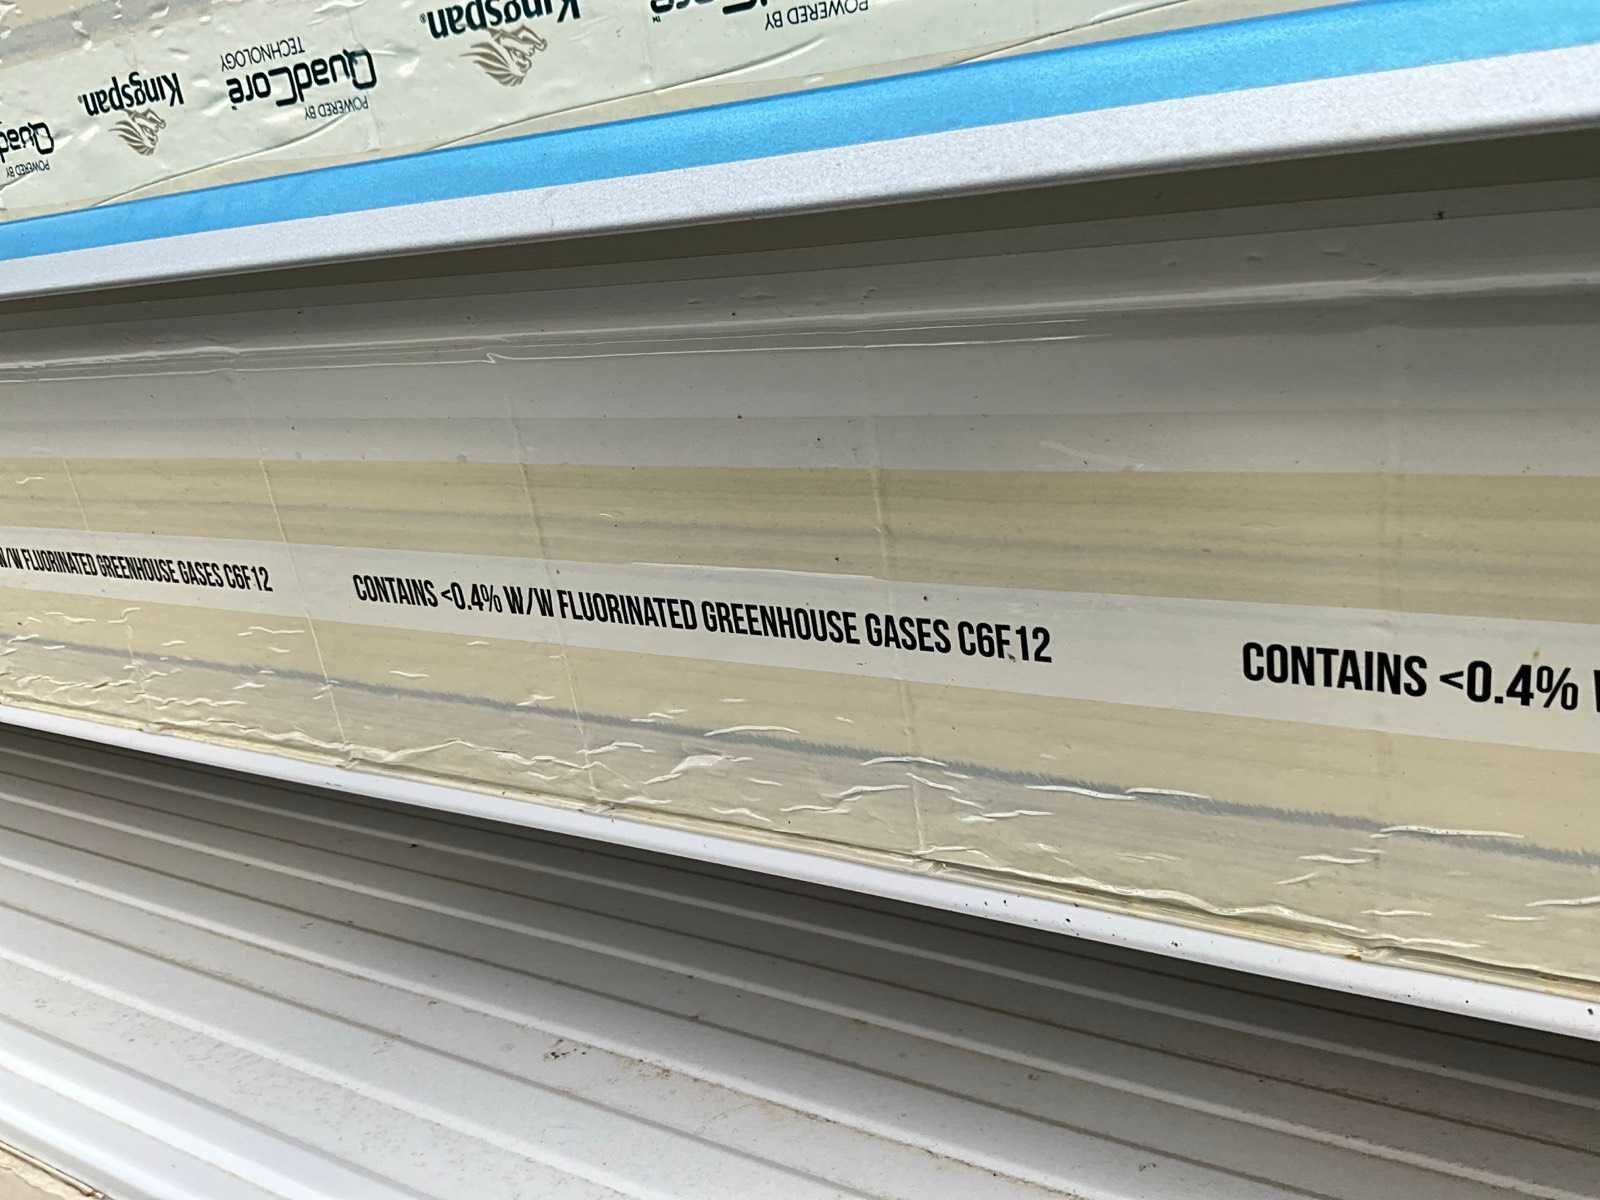 Kingspan®
POWERED BY
QuadCore™
TECHNOLOGY
Kingspan®
POWERED BY
POWERED BY
W/W FLUORINATED GREENHOUSE GASES C6F12
CONTAINS <0.4% W/W FLUORINATED GREENHOUSE GASES C6F12
CONTAINS <0.4%